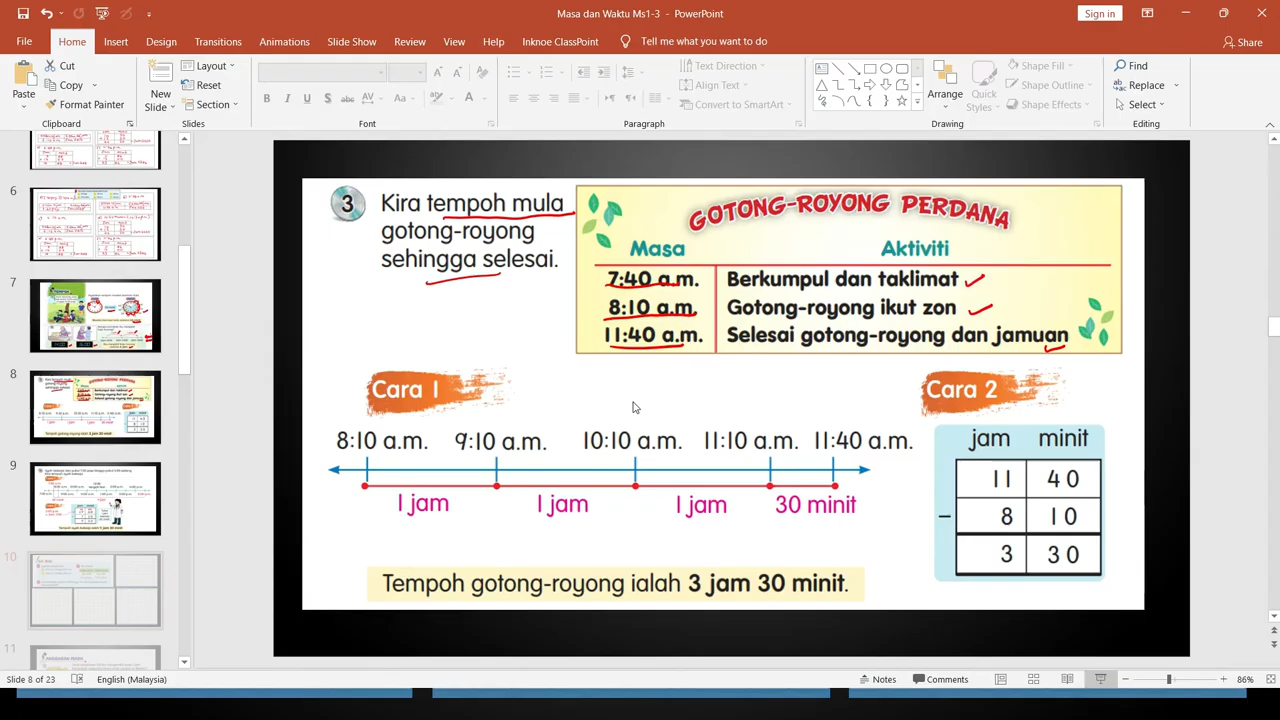 Masa dan Waktu Ms1-3 - PowerPoint
Sign in
File Home Insert Design Transitions Animations Slide Show Review View Help Inknoe ClassPoint Tell me what you want to do Share
Paste
Cut
Copy
Format Painter
Clipboard
New Slide
Layout
Reset
Section
Slides
Font
Text Direction
Align Text
Convert to SmartArt
Paragraph
Arrange
Quick Styles
Shape Fill
Shape Outline
Shape Effects
Drawing
Find
Replace
Select
Editing
6
7
8
9
10
11
3
Kira tempoh mula
gotong-royong
sehingga selesai.
GOTONG-ROYONG PERDANA
Masa Aktiviti
7:40 a.m. Berkumpul dan taklimat
8:10 a.m. Gotong-royong ikut zon
11:40 a.m. Selesai gotong-royong dan jamuan
Cara 1
8:10 a.m. 9:10 a.m. 10:10 a.m. 11:10 a.m. 11:40 a.m.
1 jam 1 jam 1 jam 30 minit
Cara 2
jam minit
11 40
- 8 10
3 30
Tempoh gotong-royong ialah 3 jam 30 minit.
Slide 8 of 23 English (Malaysia) Notes Comments 86%